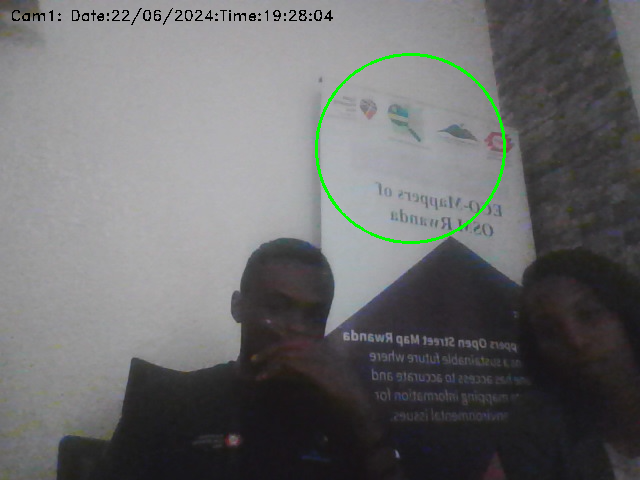 Cam1: Date:22/06/2024:Time:19:28:04
ECO-Mappers of
OSM Rwanda
ppers Open Street Map Rwanda
a sustainable future where
has access to accurate and
mapping information for
environmental issues.